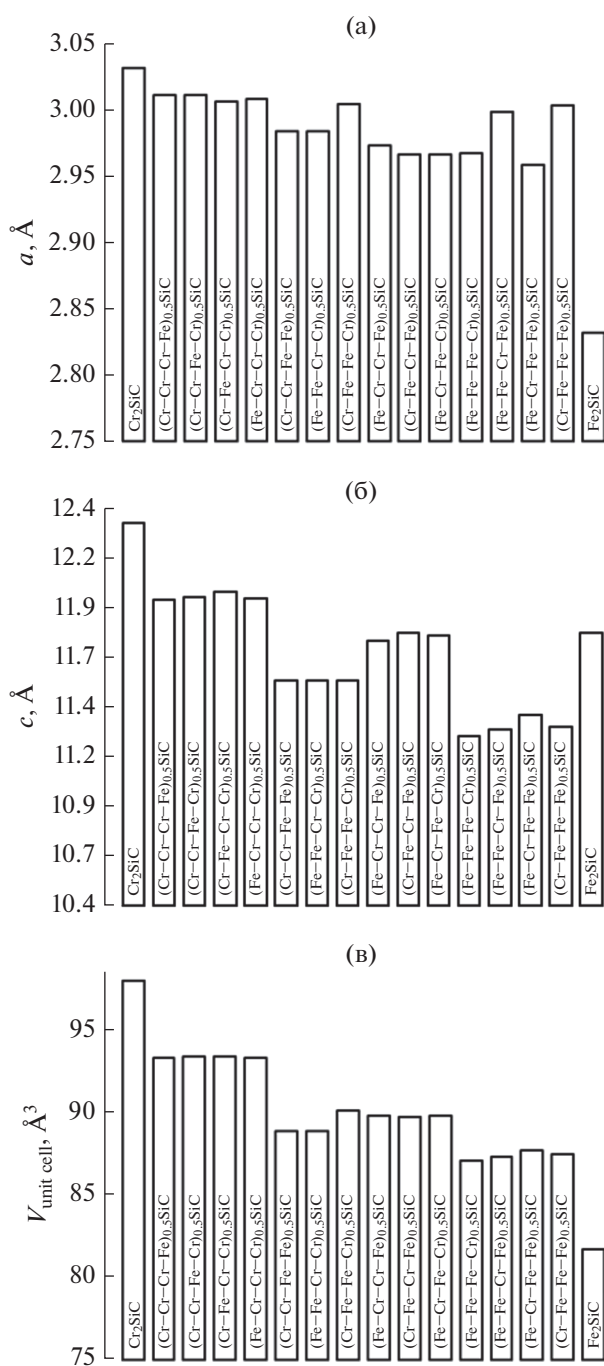 (а)
3.05
3.00
2.95
2.90
2.85
2.80
2.75
a, Å
Cr₂SiC
(Cr−Cr−Cr−Fe)₀.₅SiC
(Cr−Cr−Fe−Cr)₀.₅SiC
(Cr−Fe−Cr−Cr)₀.₅SiC
(Fe−Cr−Cr−Cr)₀.₅SiC
(Cr−Cr−Fe−Fe)₀.₅SiC
(Fe−Fe−Cr−Cr)₀.₅SiC
(Cr−Fe−Fe−Cr)₀.₅SiC
(Fe−Cr−Cr−Fe)₀.₅SiC
(Cr−Fe−Cr−Fe)₀.₅SiC
(Fe−Cr−Fe−Cr)₀.₅SiC
(Fe−Fe−Fe−Cr)₀.₅SiC
(Fe−Fe−Cr−Fe)₀.₅SiC
(Fe−Cr−Fe−Fe)₀.₅SiC
(Cr−Fe−Fe−Fe)₀.₅SiC
Fe₂SiC
(б)
12.4
12.2
11.9
11.7
11.4
11.2
10.9
10.7
10.4
c, Å
Cr₂SiC
(Cr−Cr−Cr−Fe)₀.₅SiC
(Cr−Cr−Fe−Cr)₀.₅SiC
(Cr−Fe−Cr−Cr)₀.₅SiC
(Fe−Cr−Cr−Cr)₀.₅SiC
(Cr−Cr−Fe−Fe)₀.₅SiC
(Fe−Fe−Cr−Cr)₀.₅SiC
(Cr−Fe−Fe−Cr)₀.₅SiC
(Fe−Cr−Cr−Fe)₀.₅SiC
(Cr−Fe−Cr−Fe)₀.₅SiC
(Fe−Cr−Fe−Cr)₀.₅SiC
(Fe−Fe−Fe−Cr)₀.₅SiC
(Fe−Fe−Cr−Fe)₀.₅SiC
(Fe−Cr−Fe−Fe)₀.₅SiC
(Cr−Fe−Fe−Fe)₀.₅SiC
Fe₂SiC
(в)
95
90
85
80
75
V unit cell, Å³
Cr₂SiC
(Cr−Cr−Cr−Fe)₀.₅SiC
(Cr−Cr−Fe−Cr)₀.₅SiC
(Cr−Fe−Cr−Cr)₀.₅SiC
(Fe−Cr−Cr−Cr)₀.₅SiC
(Cr−Cr−Fe−Fe)₀.₅SiC
(Fe−Fe−Cr−Cr)₀.₅SiC
(Cr−Fe−Fe−Cr)₀.₅SiC
(Fe−Cr−Cr−Fe)₀.₅SiC
(Cr−Fe−Cr−Fe)₀.₅SiC
(Fe−Cr−Fe−Cr)₀.₅SiC
(Fe−Fe−Fe−Cr)₀.₅SiC
(Fe−Fe−Cr−Fe)₀.₅SiC
(Fe−Cr−Fe−Fe)₀.₅SiC
(Cr−Fe−Fe−Fe)₀.₅SiC
Fe₂SiC